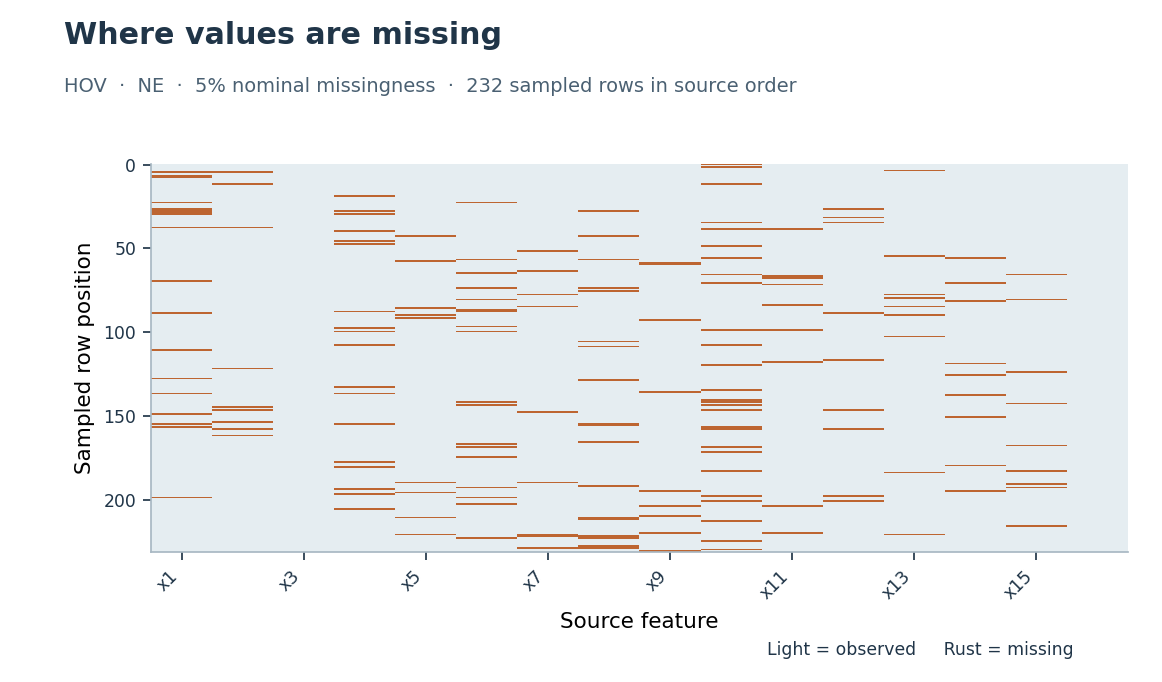 Where values are missing
HOV · NE · 5% nominal missingness · 232 sampled rows in source order
0
50
100
150
200
Sampled row position
x1
x3
x5
x7
x9
x11
x13
x15
Source feature
Light = observed Rust = missing